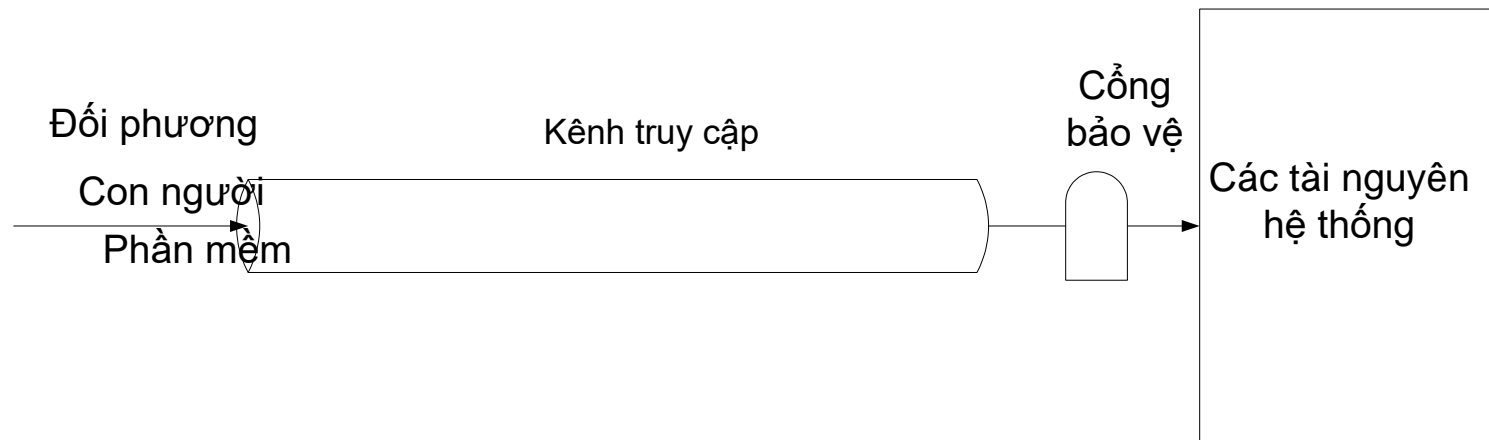 Đối phương
Con người
Phần mềm
Kênh truy cập
Cổng
bảo vệ
Các tài nguyên
hệ thống